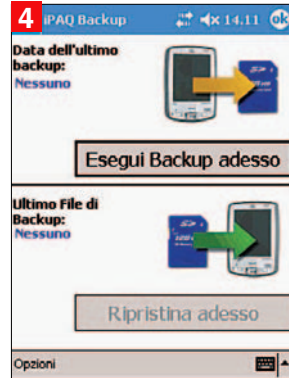 4 iPAQ Backup 14.11 ok
Data dell'ultimo
backup:
Nessuno
Esegui Backup adesso
Ultimo File di
Backup:
Nessuno
Ripristina adesso
Opzioni